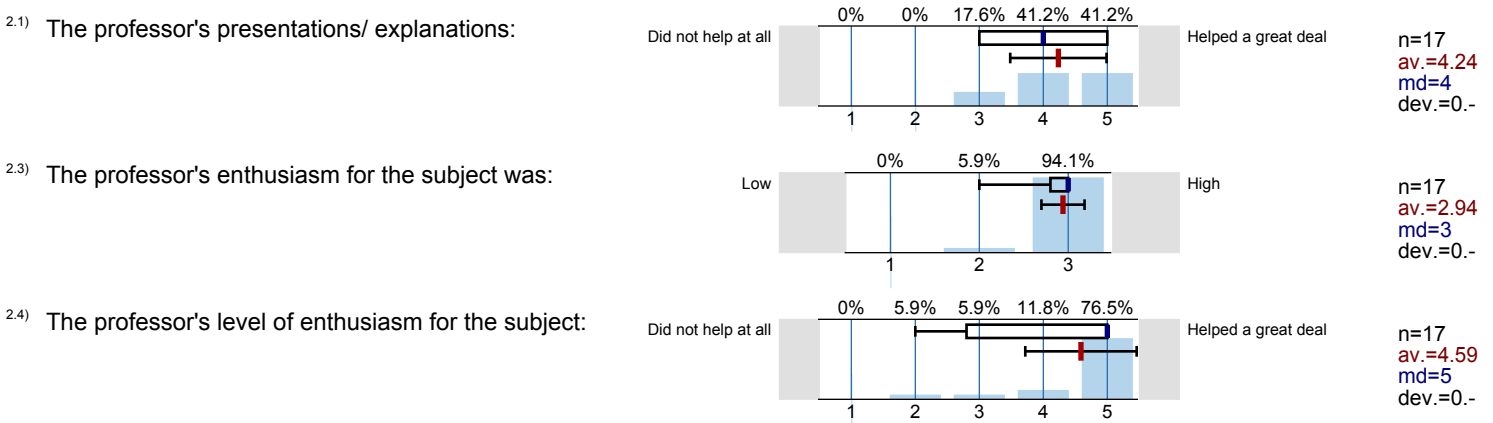 2.1) The professor's presentations/ explanations:
Did not help at all
0% 0% 17.6% 41.2% 41.2%
1 2 3 4 5
Helped a great deal
n=17
av.=4.24
md=4
dev.=0.-
2.3) The professor's enthusiasm for the subject was:
Low
0% 5.9% 94.1%
1 2 3
High
n=17
av.=2.94
md=3
dev.=0.-
2.4) The professor's level of enthusiasm for the subject:
Did not help at all
0% 5.9% 5.9% 11.8% 76.5%
1 2 3 4 5
Helped a great deal
n=17
av.=4.59
md=5
dev.=0.-